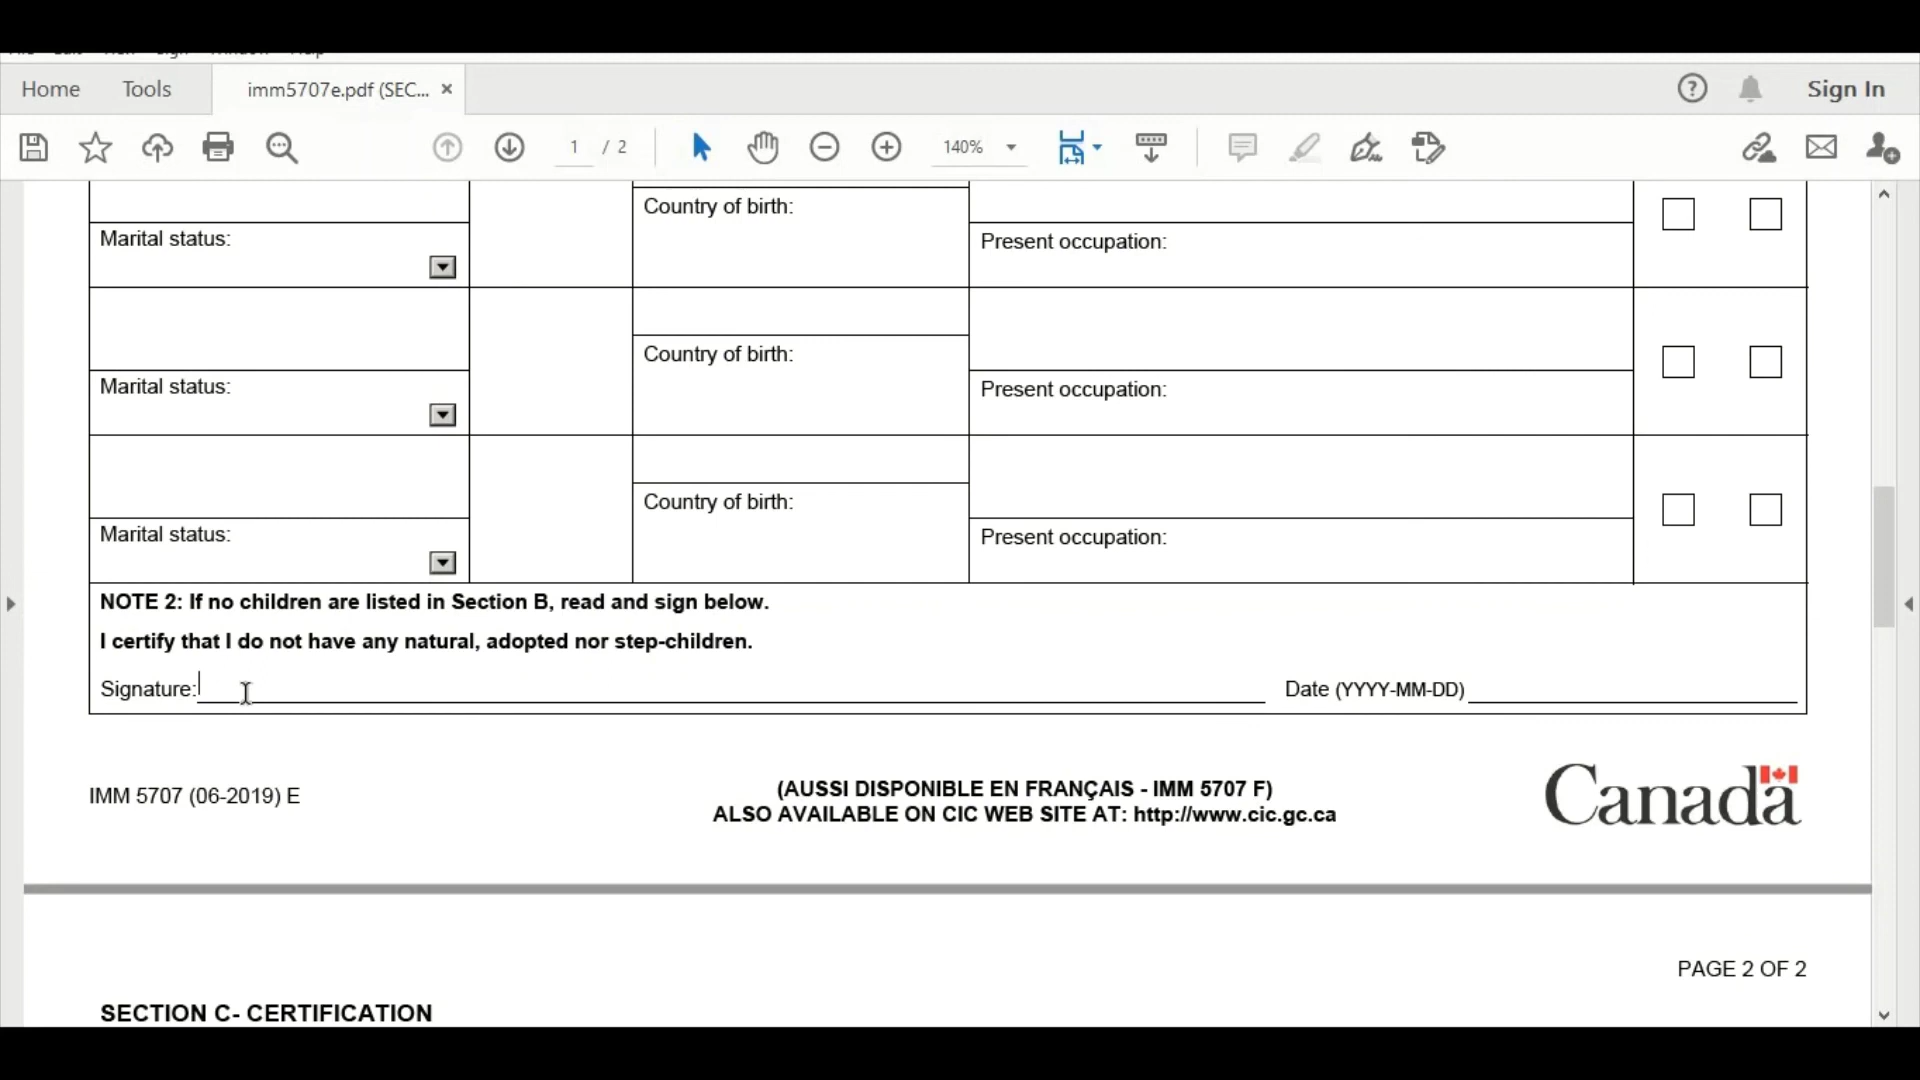 Home Tools imm5707e.pdf (SEC... × Sign In
1 / 2 140%
Country of birth:
Marital status:
Present occupation:
Country of birth:
Marital status:
Present occupation:
Country of birth:
Marital status:
Present occupation:
NOTE 2: If no children are listed in Section B, read and sign below.
I certify that I do not have any natural, adopted nor step-children.
Signature: Date (YYYY-MM-DD)
IMM 5707 (06-2019) E
(AUSSI DISPONIBLE EN FRANÇAIS - IMM 5707 F)
ALSO AVAILABLE ON CIC WEB SITE AT: http://www.cic.gc.ca
Canada
PAGE 2 OF 2
SECTION C- CERTIFICATION